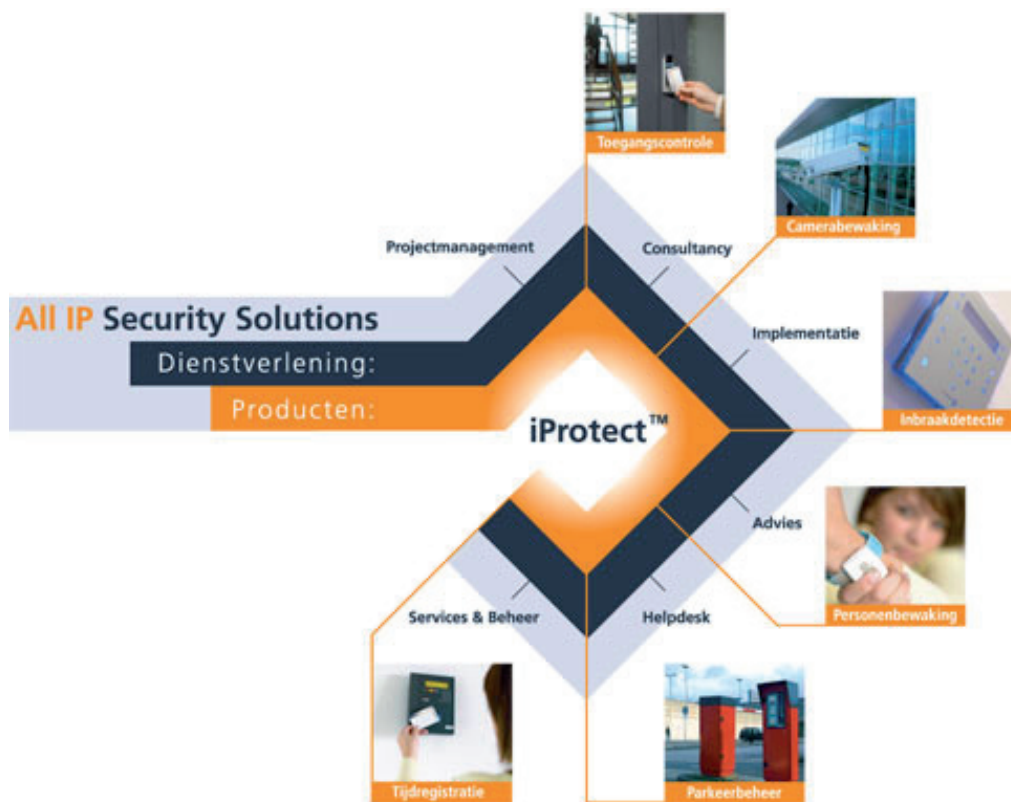 Toegangscontrole
Camerabewaking
Projectmanagement
Consultancy
All IP Security Solutions
Implementatie
Dienstverlening:
Producten:
iProtect™
Inbraakdetectie
Advies
Personenbewaking
Services & Beheer
Helpdesk
Tijdregistratie
Parkeerbeheer